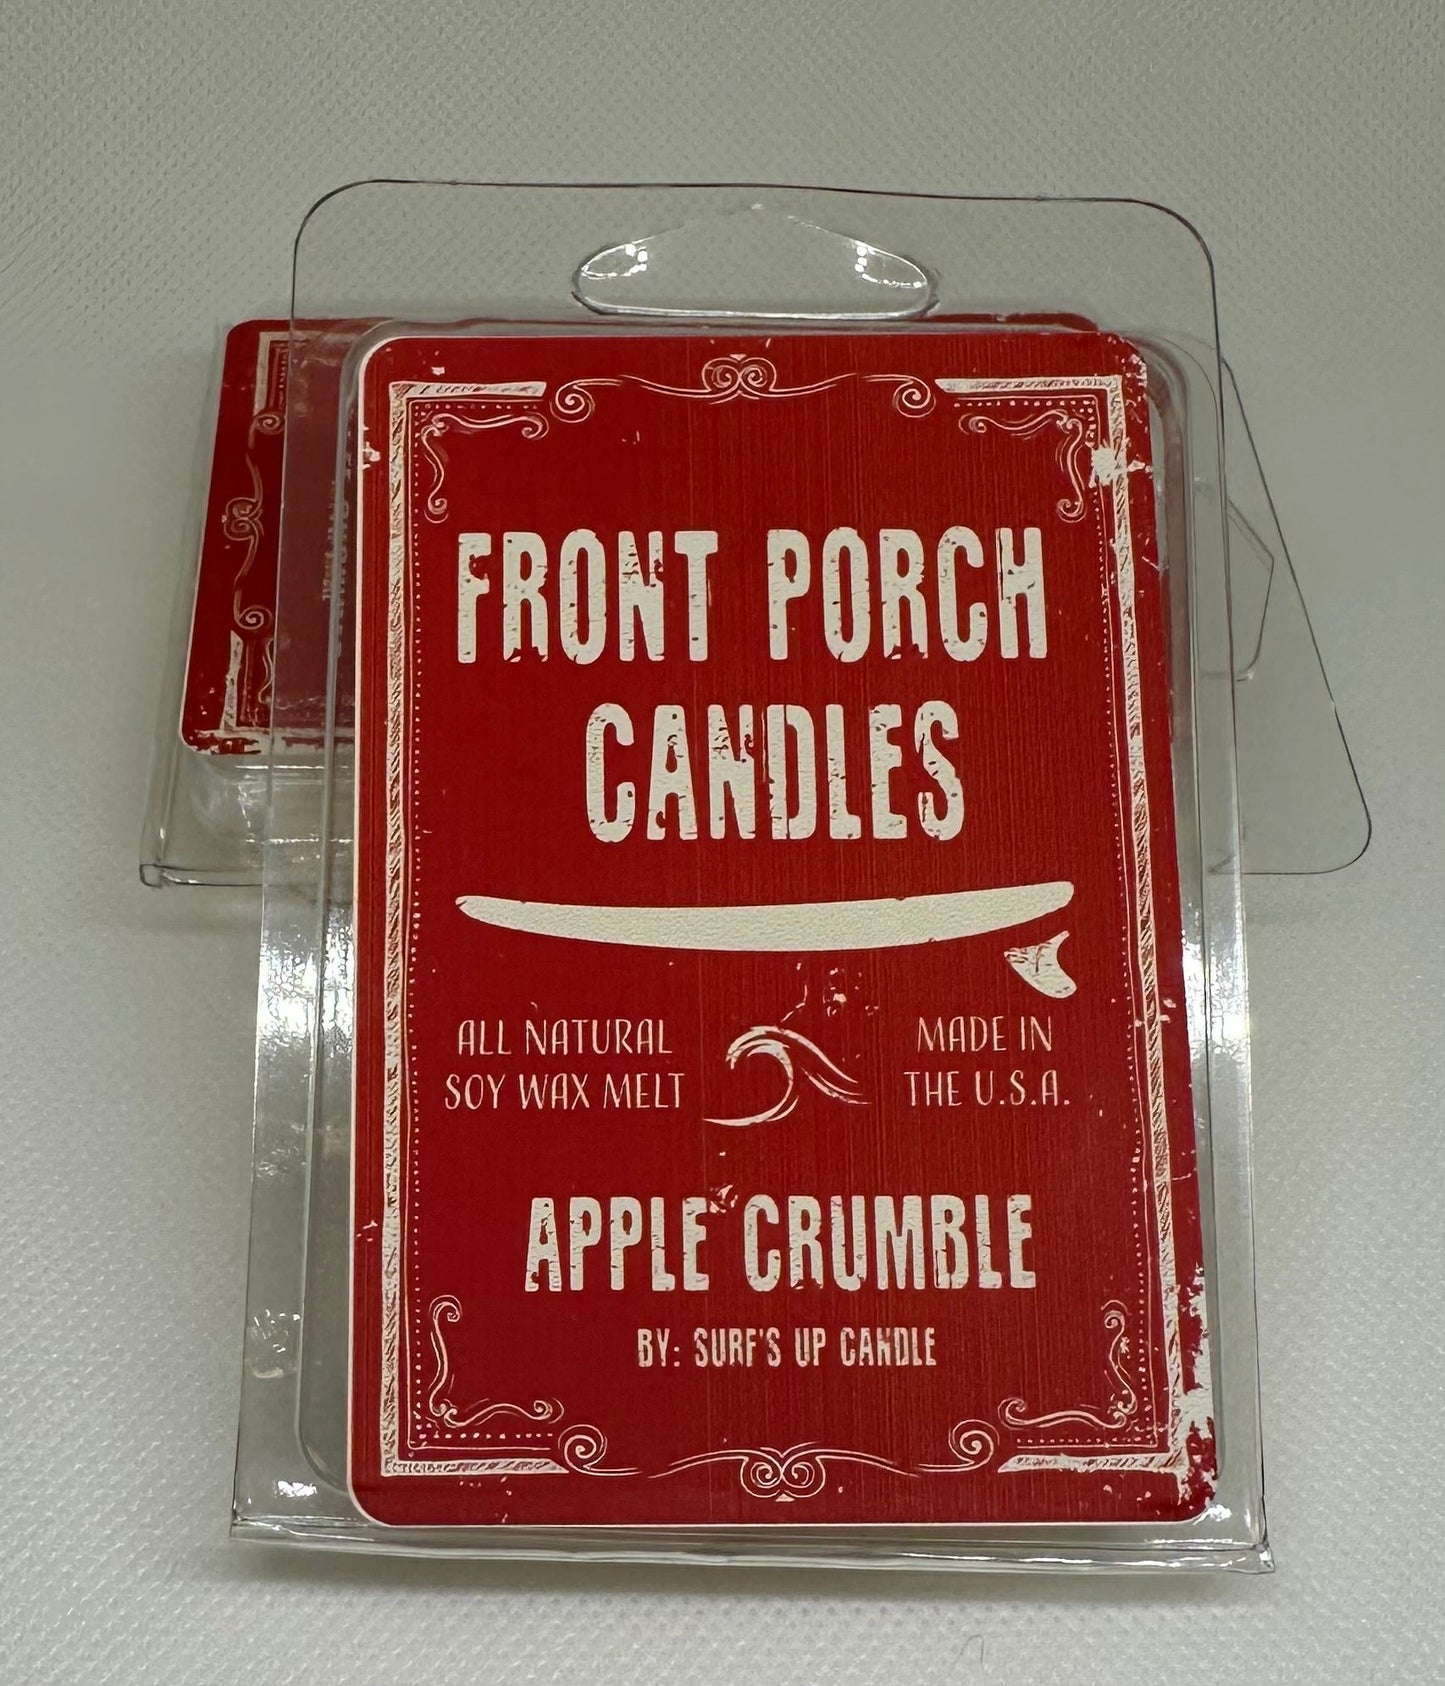 FRONT PORCH
CANDLES
ALL NATURAL
SOY WAX MELT
MADE IN
THE U.S.A.
APPLE CRUMBLE
BY: SURF'S UP CANDLE